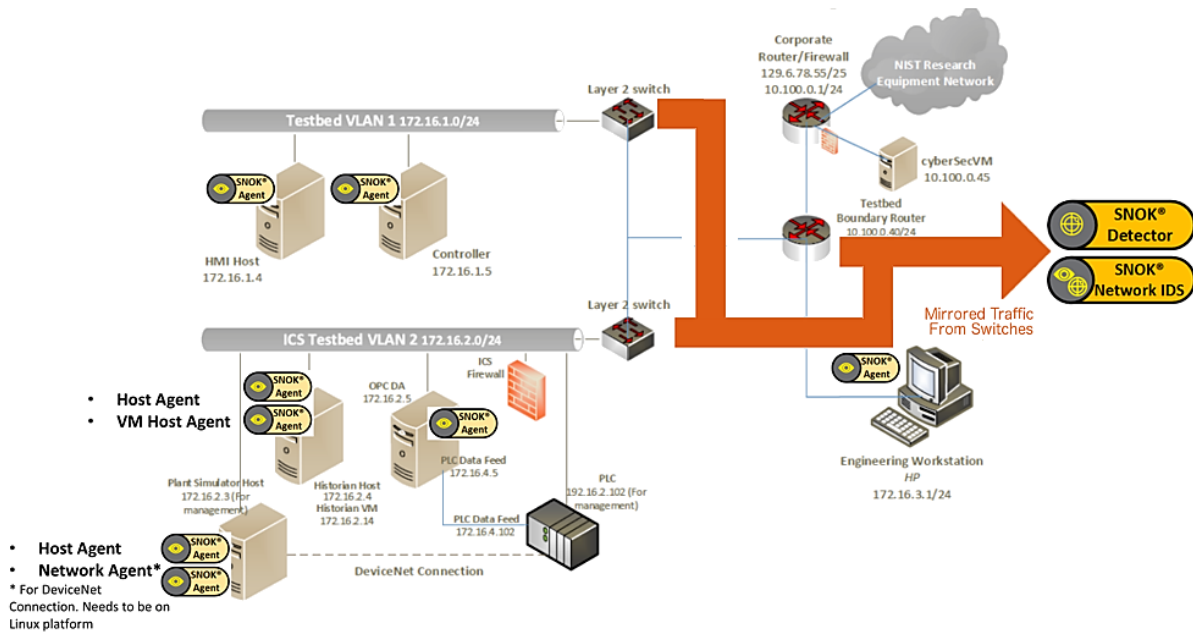 Corporate
Router/Firewall
129.6.78.55/25
10.100.0.1/24
NIST Research
Equipment Network
Layer 2 switch
Testbed VLAN 1 172.16.1.0/24
cyberSecVM
10.100.0.45
SNOK®
Agent
SNOK®
Agent
Testbed
Boundary Router
10.100.0.40/24
SNOK®
Detector
HMI Host
172.16.1.4
Controller
172.16.1.5
Layer 2 switch
SNOK®
Network IDS
Mirrored Traffic
From Switches
ICS Testbed VLAN 2 172.16.2.0/24
ICS
Firewall
SNOK®
Agent
• Host Agent
• VM Host Agent
SNOK®
Agent
SNOK®
Agent
OPC DA
172.16.2.5
SNOK®
Agent
Engineering Workstation
HP
172.16.3.1/24
Plant Simulator Host
172.16.2.3 (For
management)
Historian Host
172.16.2.4
Historian VM
172.16.2.14
PLC Data Feed
172.16.4.5
PLC
192.16.2.102 (For
management)
PLC Data Feed
172.16.4.102
• Host Agent
• Network Agent*
* For DeviceNet
Connection. Needs to be on
Linux platform
SNOK®
Agent
SNOK®
Agent
DeviceNet Connection